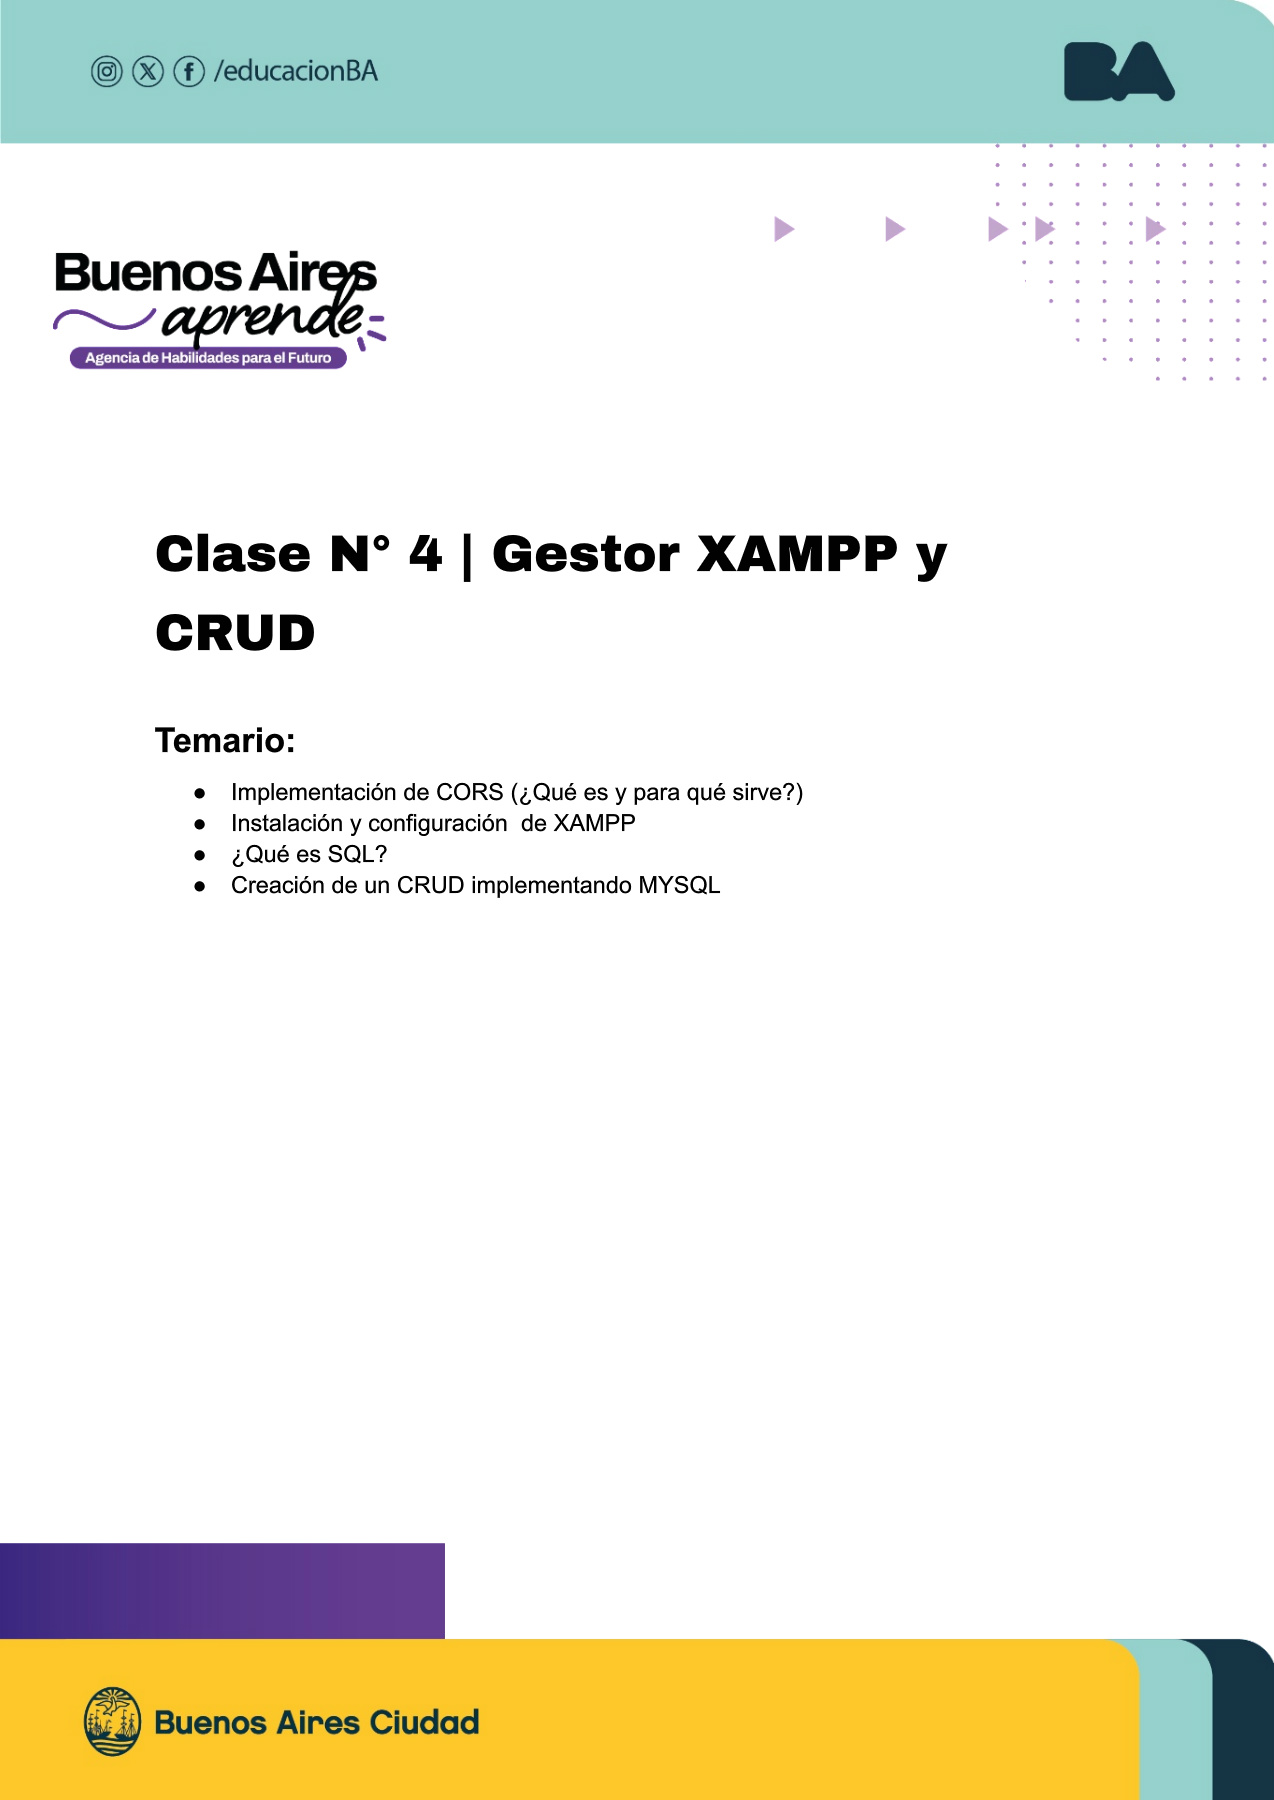 /educacionBA
BA
Buenos Aires
aprende
Agencia de Habilidades para el Futuro
Clase N° 4 | Gestor XAMPP y
CRUD
Temario:
● Implementación de CORS (¿Qué es y para qué sirve?)
● Instalación y configuración  de XAMPP
● ¿Qué es SQL?
● Creación de un CRUD implementando MYSQL
Buenos Aires Ciudad